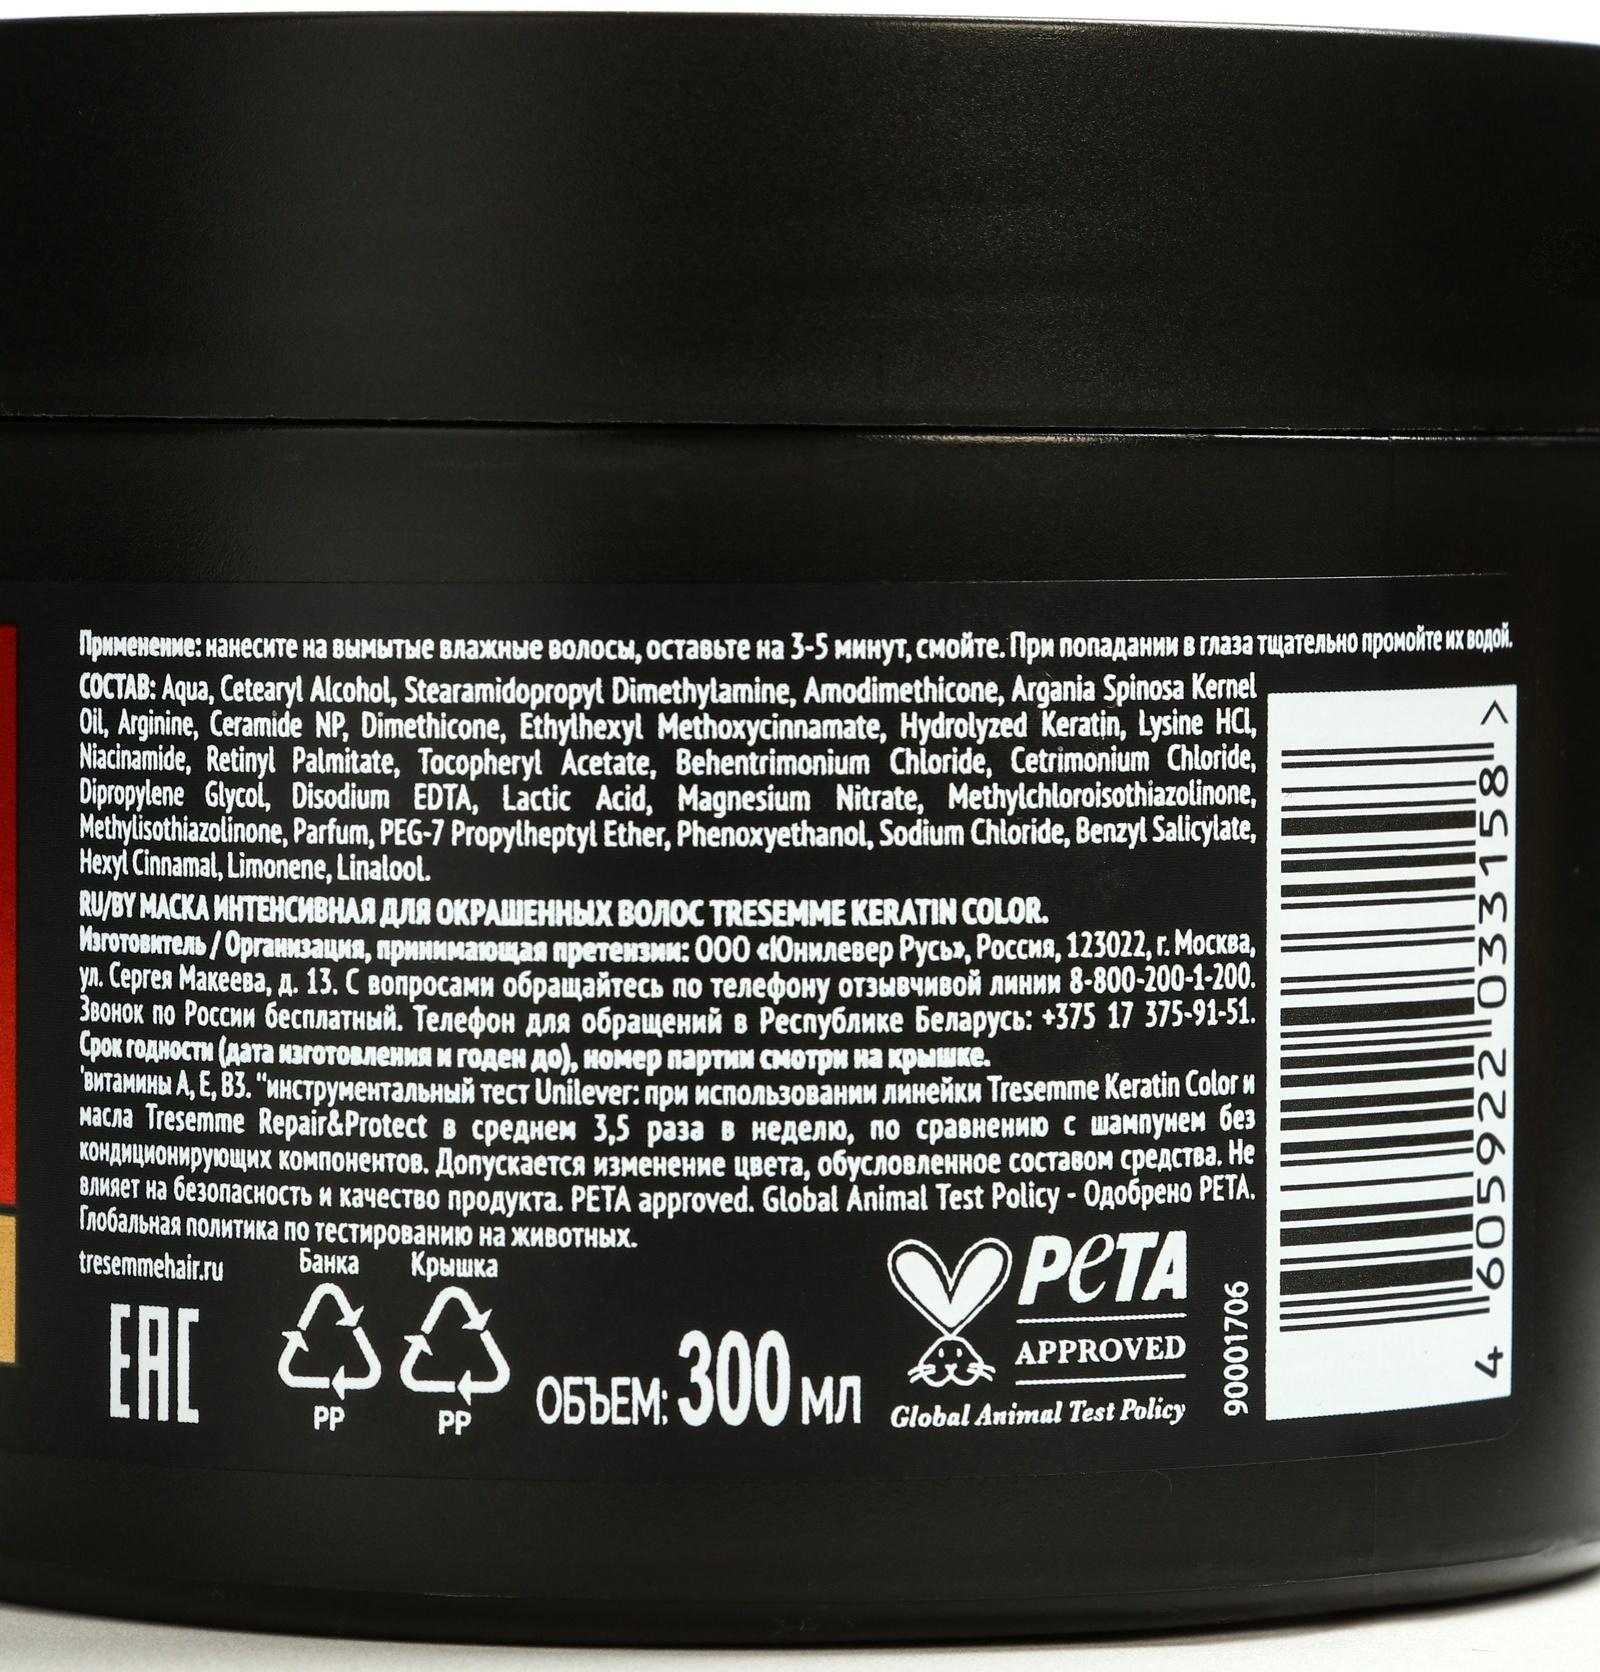 Применение: нанесите на вымытые влажные волосы, оставьте на 3-5 минут, смойте. При попадании в глаза тщательно промойте их водой.
СОСТАВ: Aqua, Cetearyl Alcohol, Stearamidopropyl Dimethylamine, Amodimethicone, Argania Spinosa Kernel
Oil, Arginine, Ceramide NP, Dimethicone, Ethylhexyl Methoxycinnamate, Hydrolyzed Keratin, Lysine HCl,
Niacinamide, Retinyl Palmitate, Tocopheryl Acetate, Behentrimonium Chloride, Cetrimonium Chloride,
Dipropylene Glycol, Disodium EDTA, Lactic Acid, Magnesium Nitrate, Methylchloroisothiazolinone,
Methylisothiazolinone, Parfum, PEG-7 Propylheptyl Ether, Phenoxyethanol, Sodium Chloride, Benzyl Salicylate,
Hexyl Cinnamal, Limonene, Linalool.
RU/BY МАСКА ИНТЕНСИВНАЯ ДЛЯ ОКРАШЕННЫХ ВОЛОС TRESEMME KERATIN COLOR.
Изготовитель / Организация, принимающая претензии: ООО «Юнилевер Русь», Россия, 123022, г. Москва,
ул. Сергея Макеева, д. 13. С вопросами обращайтесь по телефону отзывчивой линии 8-800-200-1-200.
Звонок по России бесплатный. Телефон для обращений в Республике Беларусь: +375 17 375-91-51.
Срок годности (дата изготовления и годен до), номер партии смотри на крышке.
'витамины А, Е, В3. ''инструментальный тест Unilever: при использовании линейки Tresemme Keratin Color и
масла Tresemme Repair&Protect в среднем 3,5 раза в неделю, по сравнению с шампунем без
кондиционирующих компонентов. Допускается изменение цвета, обусловленное составом средства. Не
влияет на безопасность и качество продукта. PETA approved. Global Animal Test Policy - Одобрено PETA.
Глобальная политика по тестированию на животных.
tresemmehair.ru
Банка Крышка
EAC
PP PP
ОБЪЕМ: 300 МЛ
PETA
APPROVED
Global Animal Test Policy
90001706
4 605922 033158 >